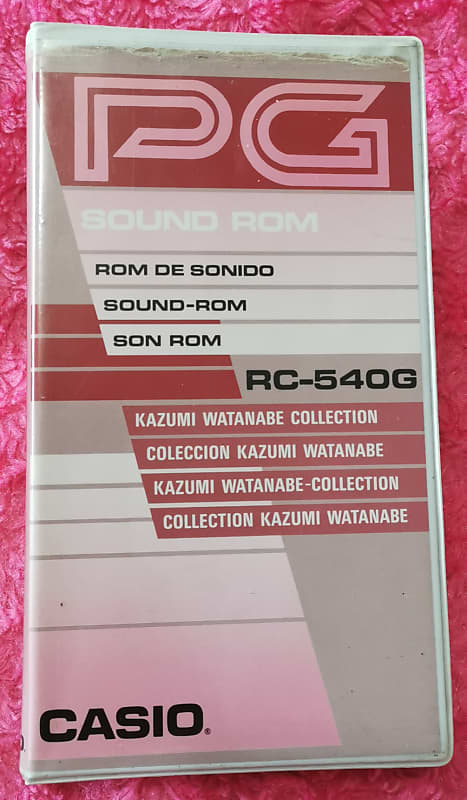 PG
SOUND ROM
ROM DE SONIDO
SOUND-ROM
SON ROM
RC-540G
KAZUMI WATANABE COLLECTION
COLECCION KAZUMI WATANABE
KAZUMI WATANABE-COLLECTION
COLLECTION KAZUMI WATANABE
CASIO®